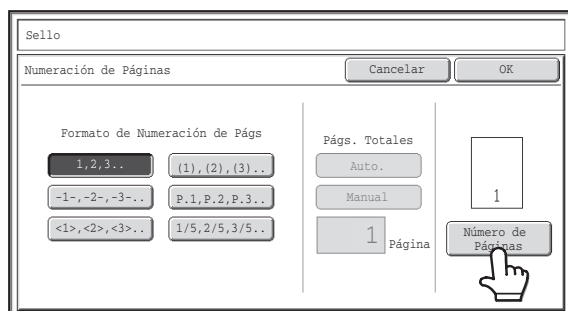 Sello
Numeración de Páginas
Cancelar
OK
Formato de Numeración de Págs
1,2,3..
(1),(2),(3)..
-1-,-2-,-3-..
P.1,P.2,P.3..
<1>,<2>,<3>..
1/5,2/5,3/5..
Págs. Totales
Auto.
Manual
1 Página
1
Número de
Páginas